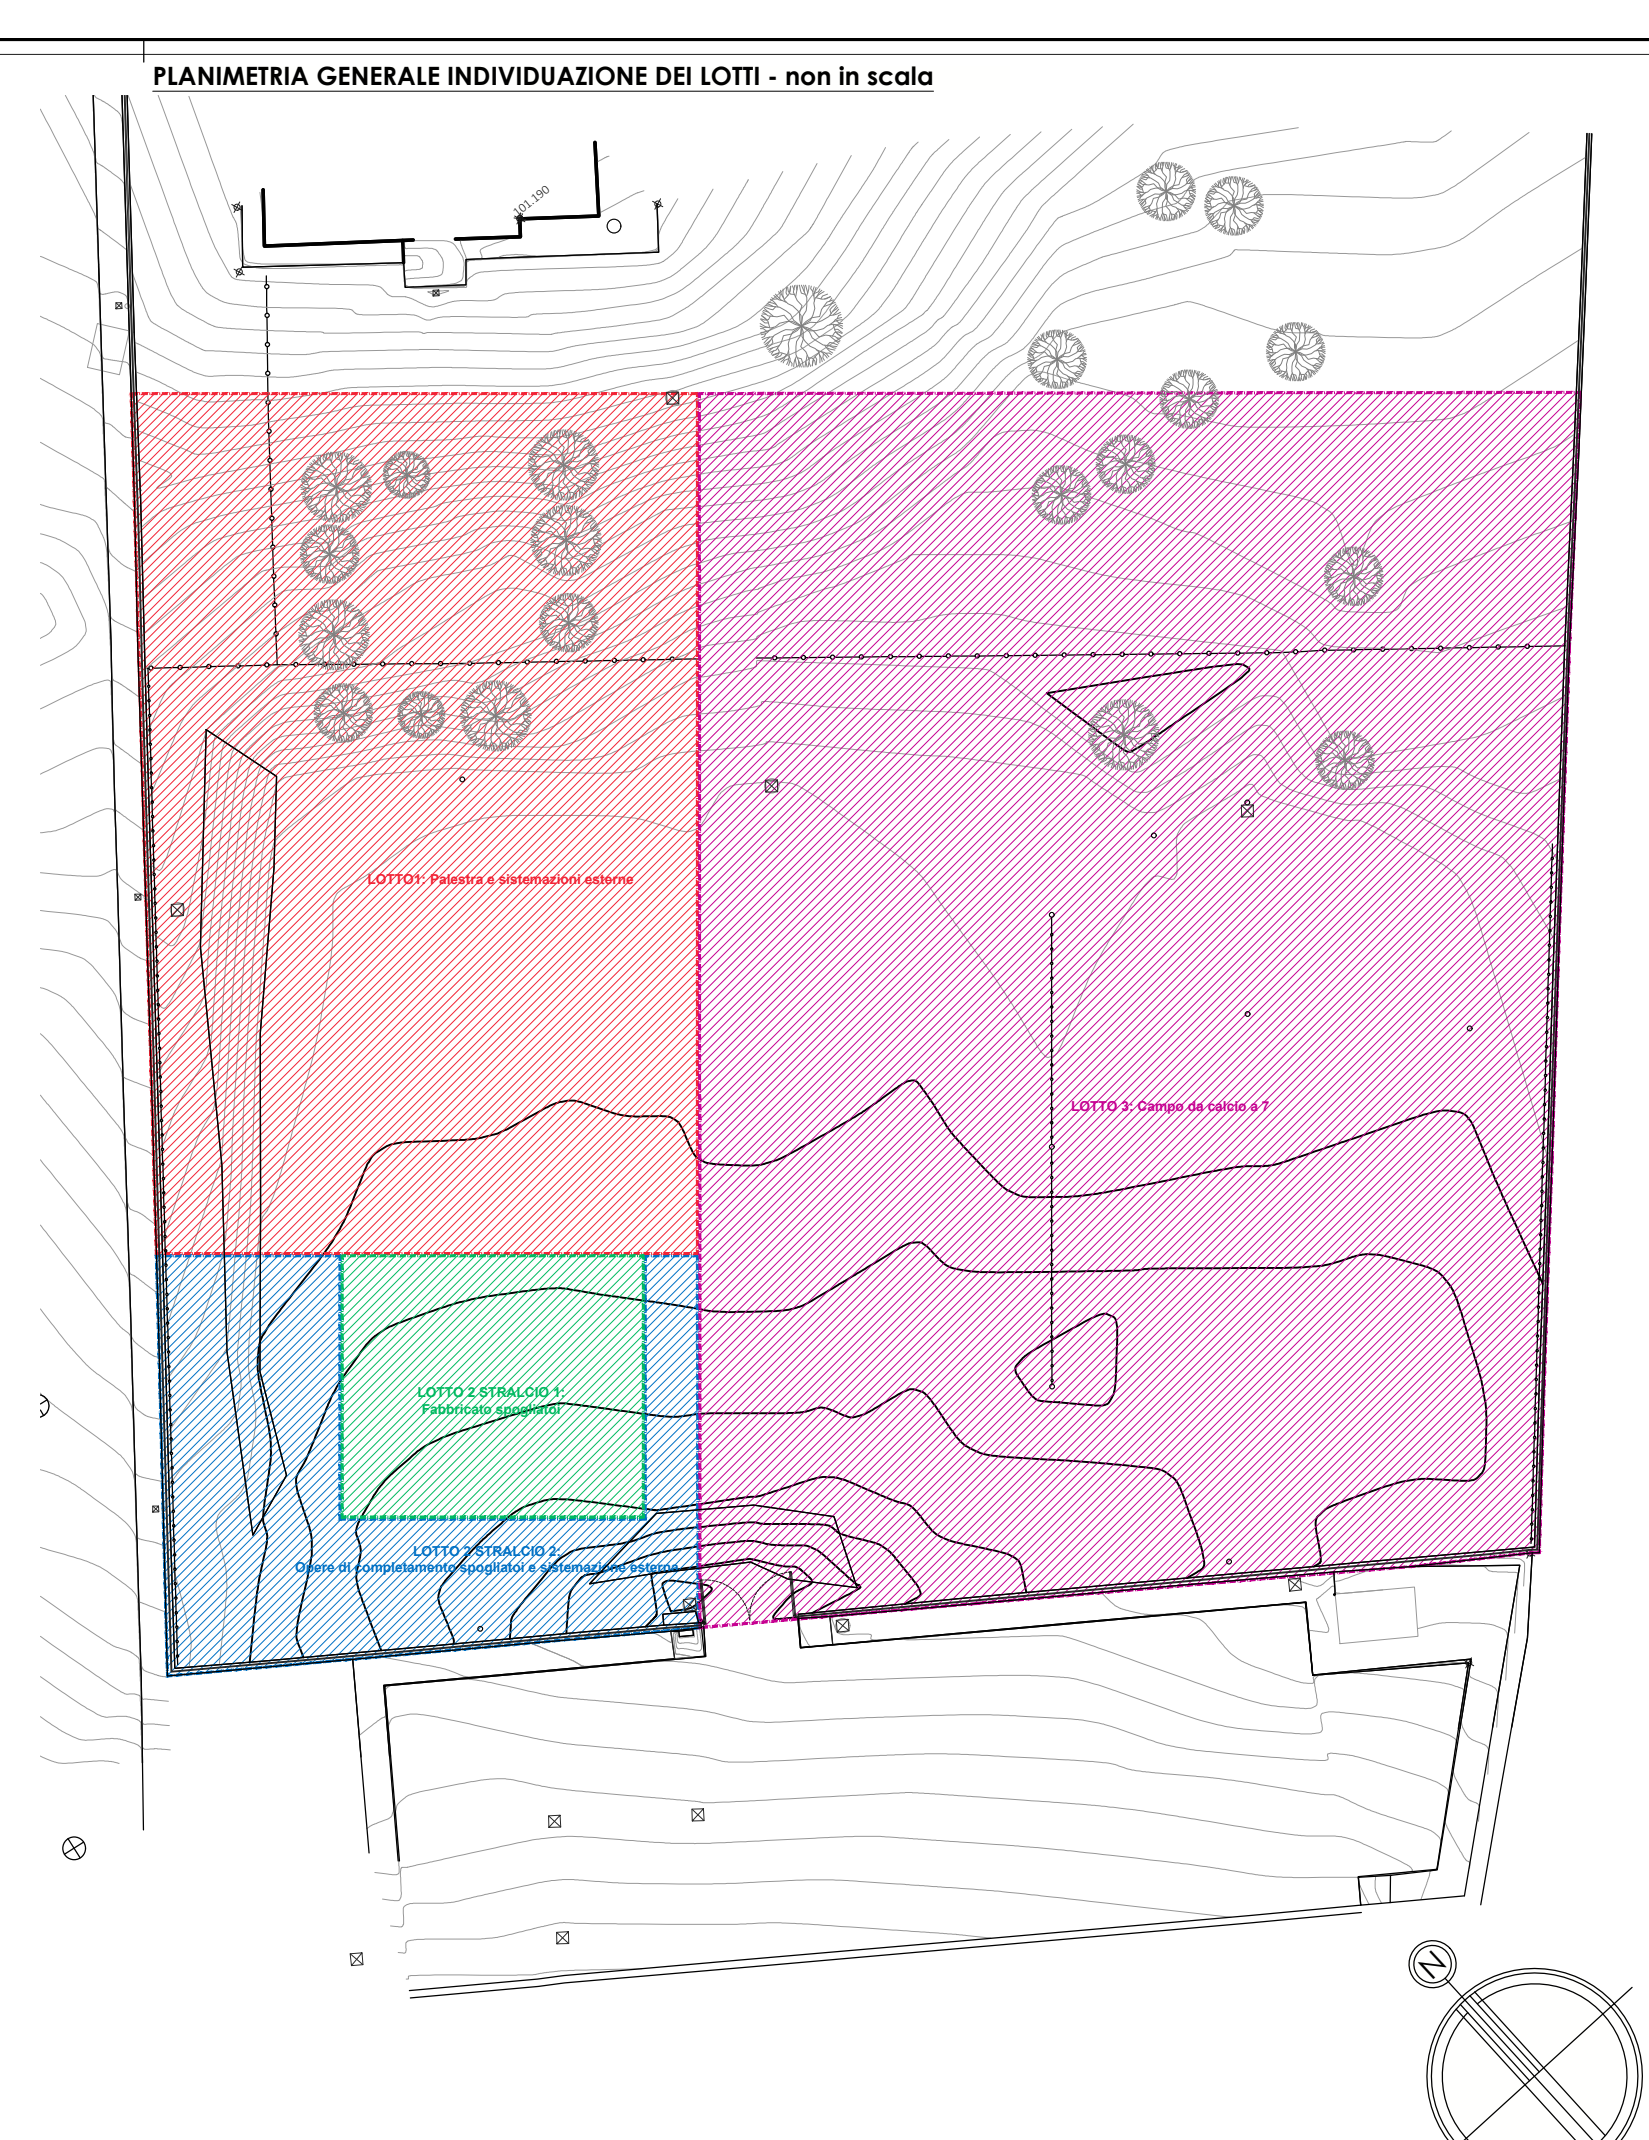 PLANIMETRIA GENERALE INDIVIDUAZIONE DEI LOTTI - non in scala
101.190
LOTTO1: Palestra e sistemazioni esterne
LOTTO 3: Campo da calcio a 7
LOTTO 2 STRALCIO 1:
Fabbricato spogliatoi
LOTTO 2 STRALCIO 2:
Opere di completamento spogliatoi e sistemazione esterna
N